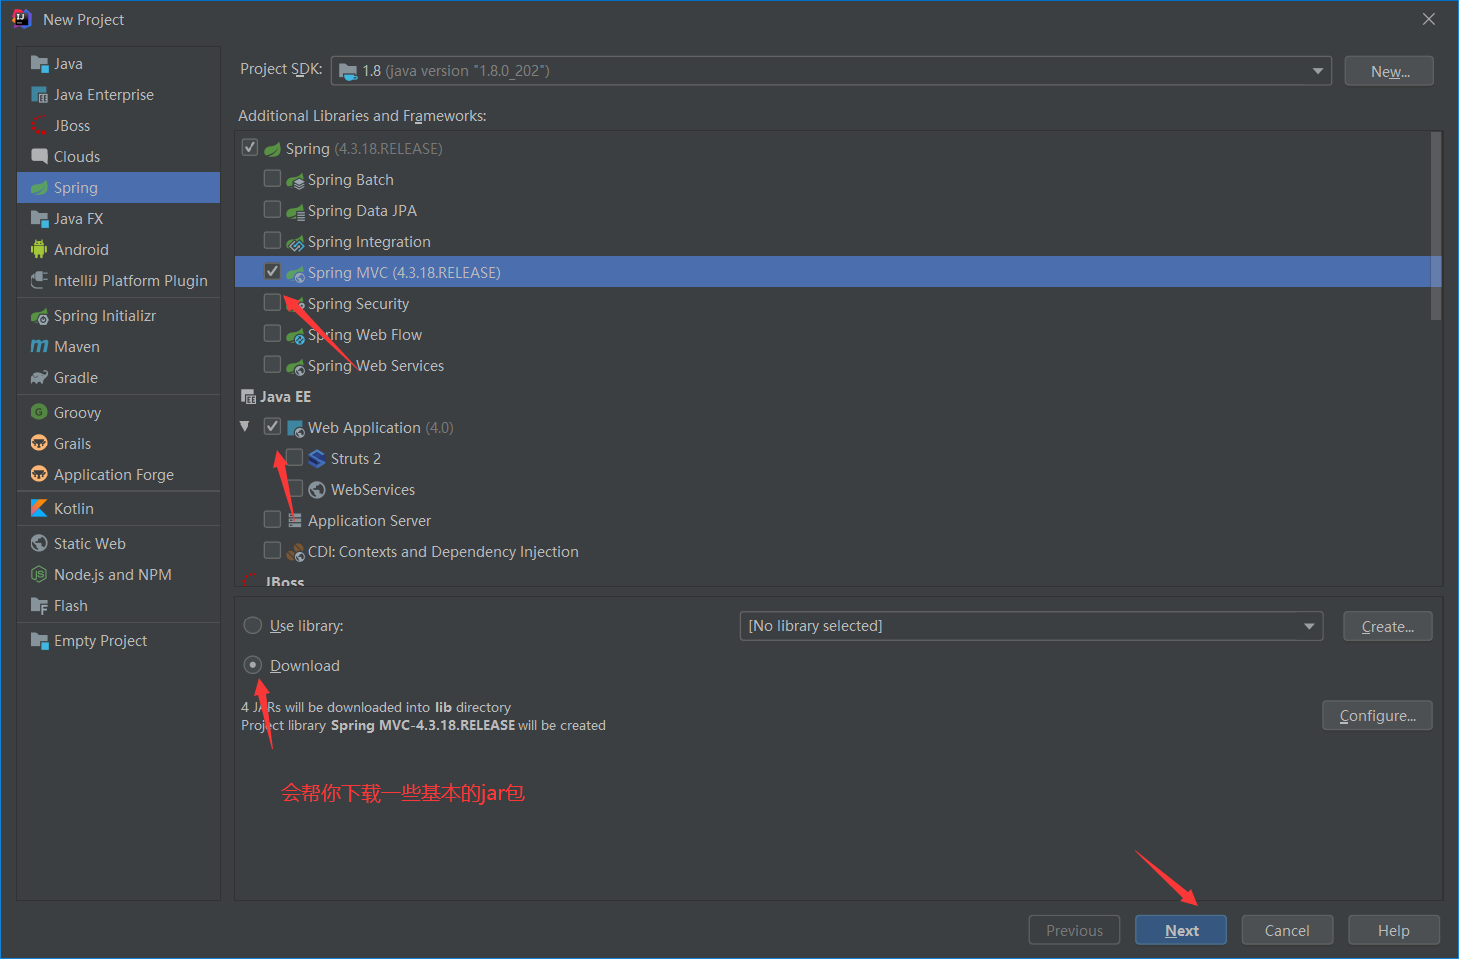 New Project
Java
Java Enterprise
JBoss
Clouds
Spring
Java FX
Android
IntelliJ Platform Plugin
Spring Initializr
Maven
Gradle
Groovy
Grails
Application Forge
Kotlin
Static Web
Node.js and NPM
Flash
Empty Project
Project SDK: 1.8 (java version "1.8.0_202") New...
Additional Libraries and Frameworks:
Spring (4.3.18.RELEASE)
Spring Batch
Spring Data JPA
Spring Integration
Spring MVC (4.3.18.RELEASE)
Spring Security
Spring Web Flow
Spring Web Services
Java EE
Web Application (4.0)
Struts 2
WebServices
Application Server
CDI: Contexts and Dependency Injection
JBoss
Use library: [No library selected] Create...
Download
4 JARs will be downloaded into lib directory
Project library Spring MVC-4.3.18.RELEASE will be created
Configure...
会帮你下载一些基本的jar包
Previous Next Cancel Help